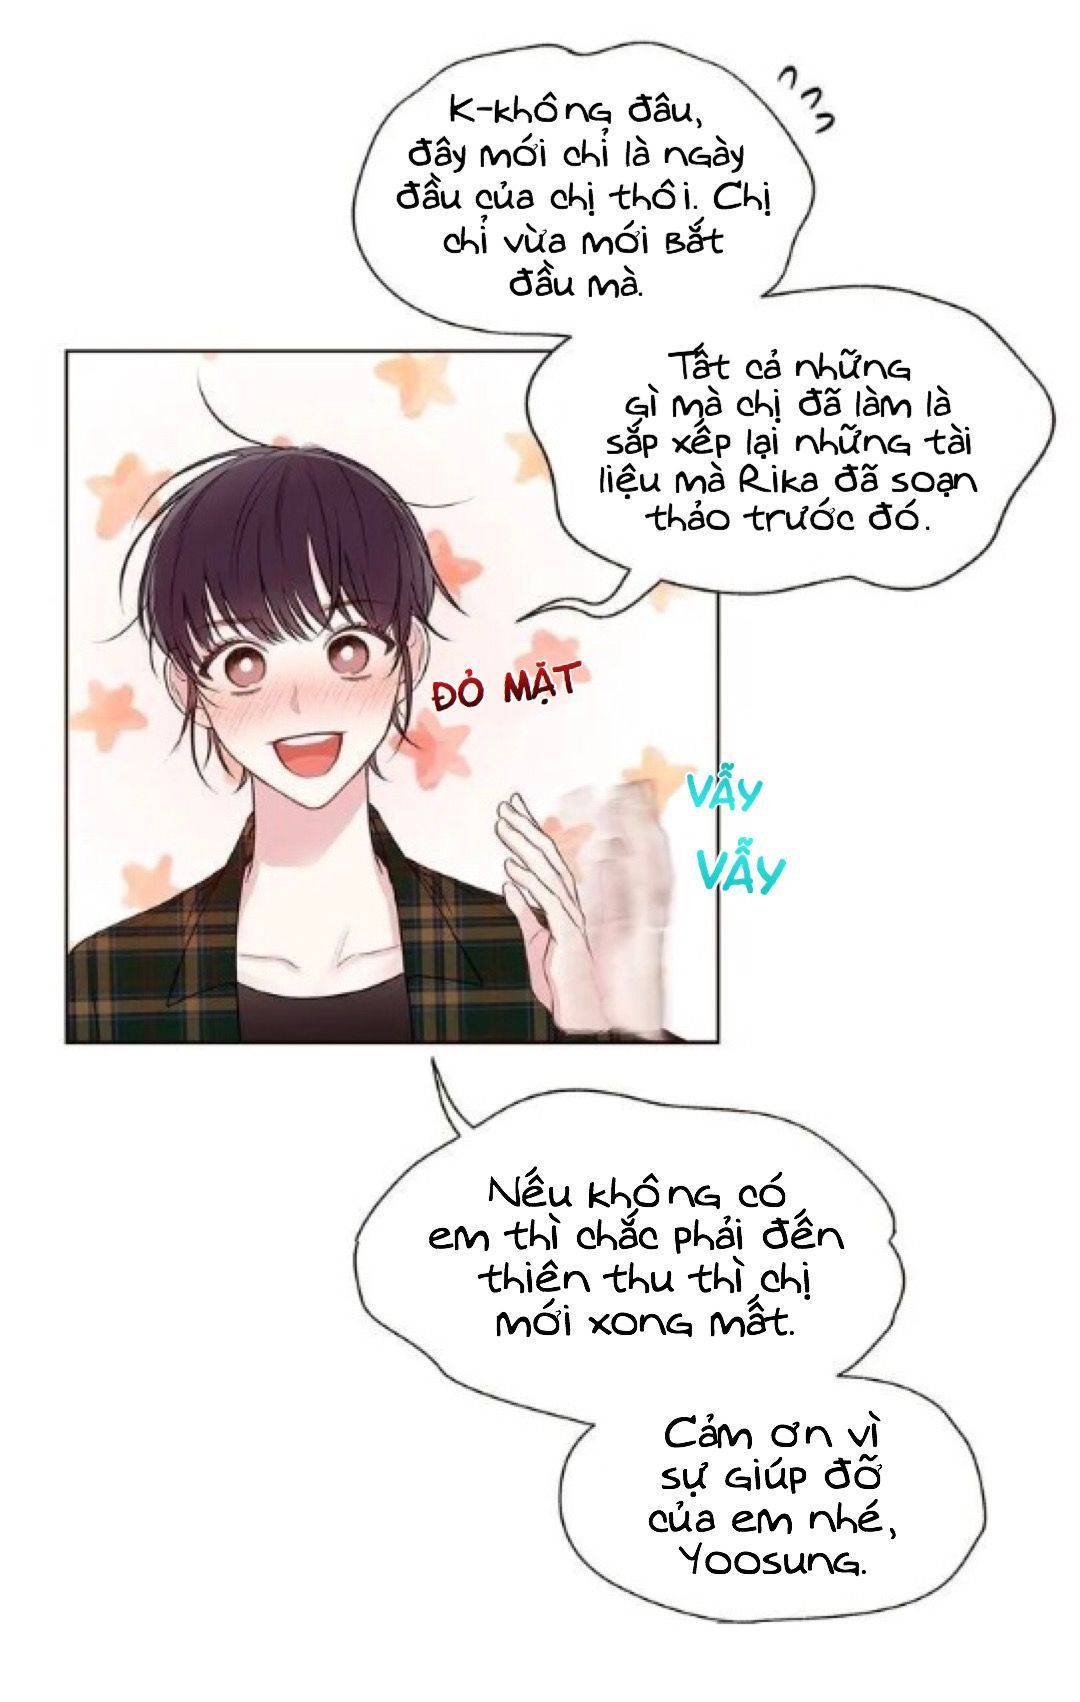 K-không đâu,
đây mới chỉ là ngày
đầu của chị thôi. Chị
chỉ vừa mới bắt
đầu mà.
Tất cả những
gì mà chị đã làm là
sắp xếp lại những tài
liệu mà Rika đã soạn
thảo trước đó.
ĐỎ MẶT
VẪY
VẪY
Nếu không có
em thì chắc phải đến
thiên thu thì chị
mới xong mất.
Cảm ơn vì
sự giúp đỡ
của em nhé,
Yoosung.